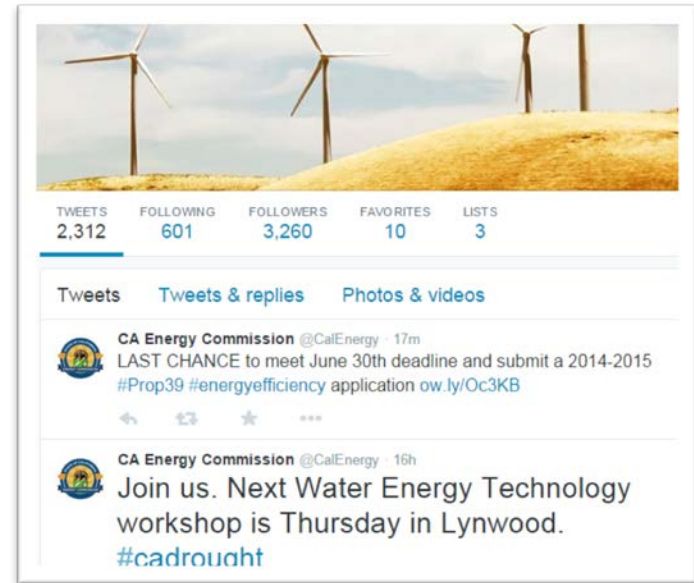 TWEETS FOLLOWING FOLLOWERS FAVORITES LISTS
2,312 601 3,260 10 3
Tweets Tweets & replies Photos & videos
CA Energy Commission @CalEnergy · 17m
LAST CHANCE to meet June 30th deadline and submit a 2014-2015
#Prop39 #energyefficiency application ow.ly/Oc3KB
CA Energy Commission @CalEnergy · 16h
Join us. Next Water Energy Technology
workshop is Thursday in Lynwood.
#cadrought